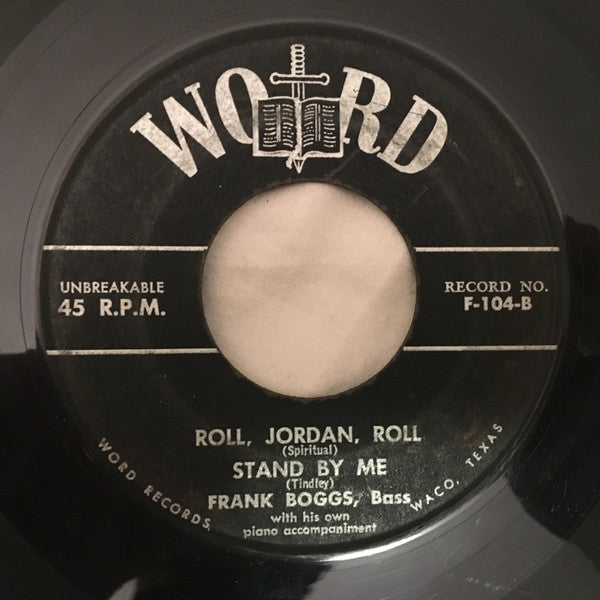 WORD
UNBREAKABLE
45 R.P.M.
RECORD NO.
F-104-B
ROLL, JORDAN, ROLL
(Spiritual)
STAND BY ME
(Tindley)
FRANK BOGGS, Bass
with his own
piano accompaniment
WORD RECORDS, WACO, TEXAS